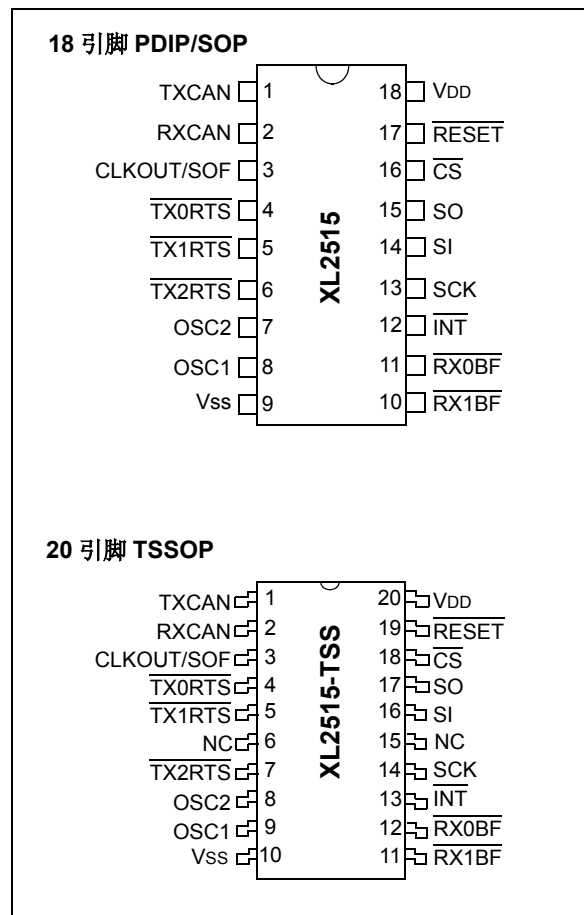 18 引脚 PDIP/SOP
TXCAN 1 18 VDD
RXCAN 2 17 RESET
CLKOUT/SOF 3 16 CS
TX0RTS 4 15 SO
TX1RTS 5 14 SI
TX2RTS 6 13 SCK
OSC2 7 12 INT
OSC1 8 11 RX0BF
Vss 9 10 RX1BF
XL2515
20 引脚 TSSOP
TXCAN 1 20 VDD
RXCAN 2 19 RESET
CLKOUT/SOF 3 18 CS
TX0RTS 4 17 SO
TX1RTS 5 16 SI
NC 6 15 NC
TX2RTS 7 14 SCK
OSC2 8 13 INT
OSC1 9 12 RX0BF
Vss 10 11 RX1BF
XL2515-TSS